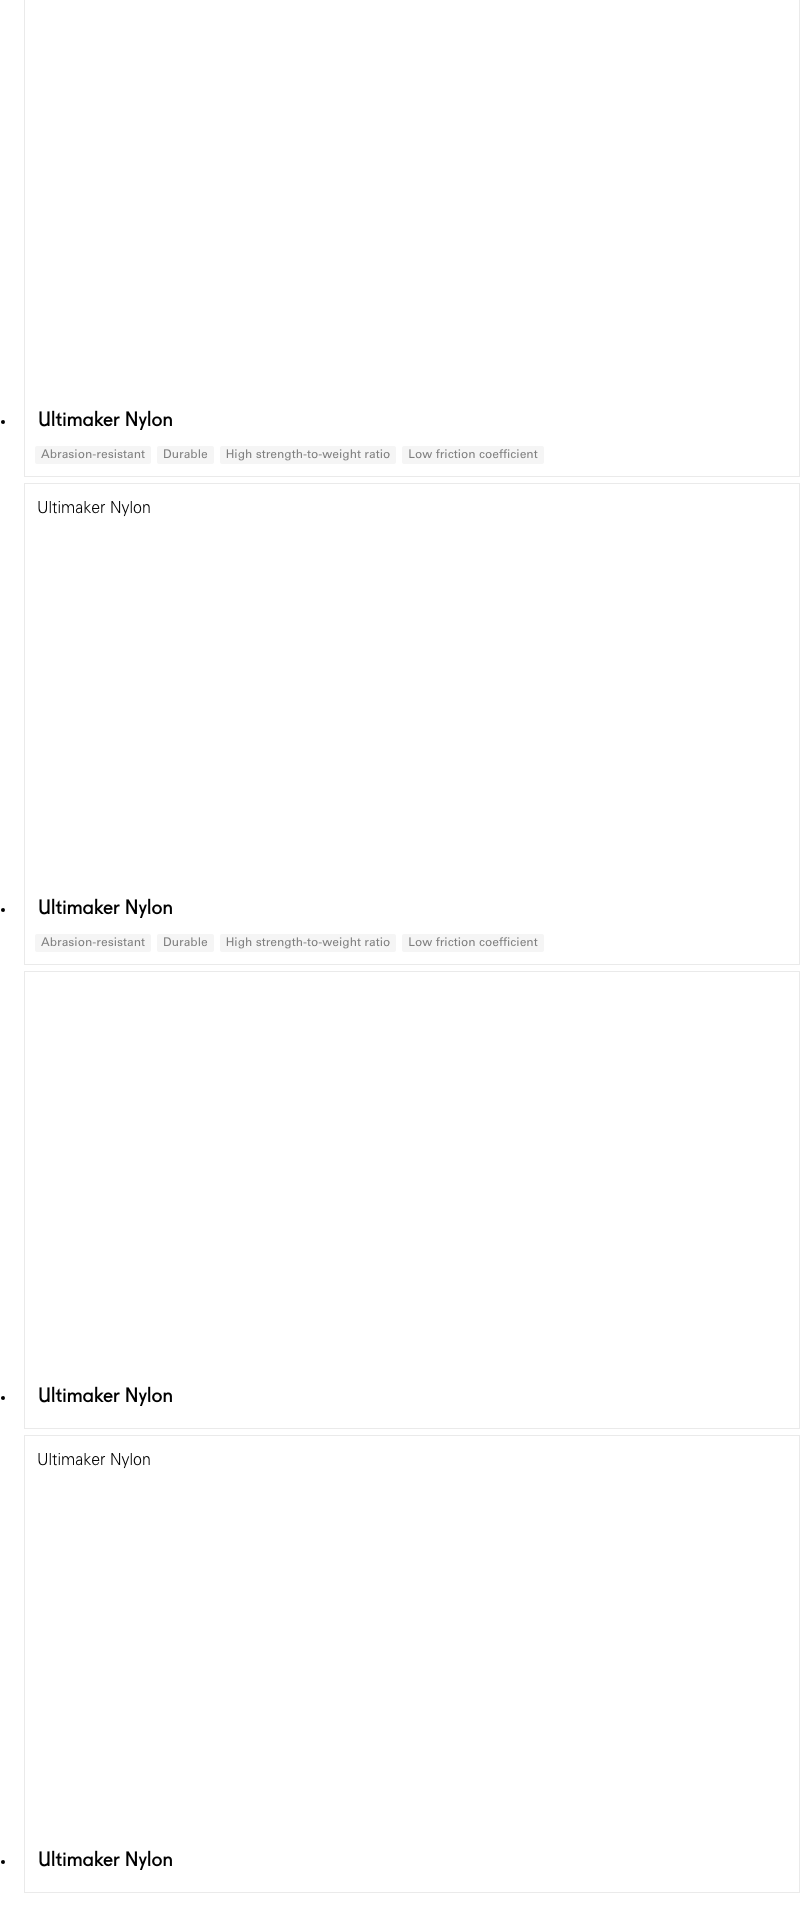 Ultimaker Nylon
Abrasion-resistant Durable High strength-to-weight ratio Low friction coefficient
Ultimaker Nylon
Ultimaker Nylon
Abrasion-resistant Durable High strength-to-weight ratio Low friction coefficient
Ultimaker Nylon
Ultimaker Nylon
Ultimaker Nylon